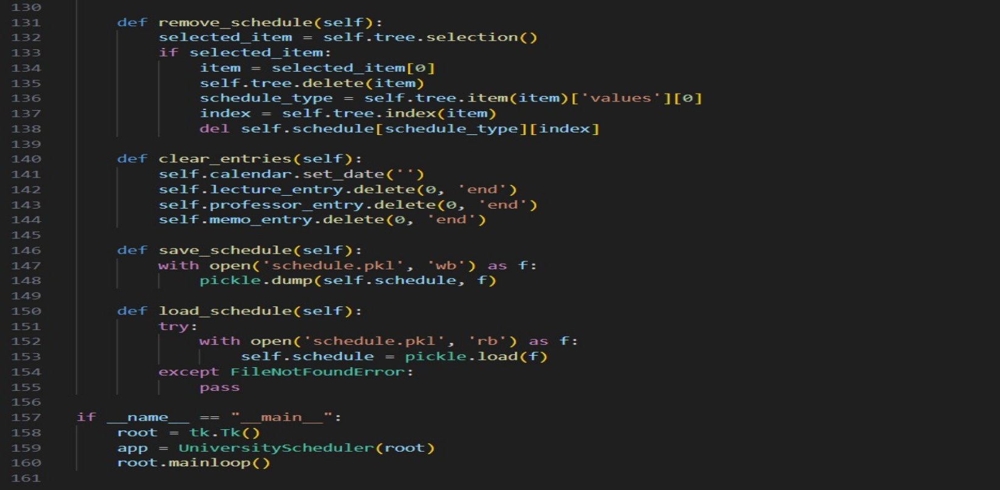 130
131 def remove_schedule(self):
132 selected_item = self.tree.selection()
133 if selected_item:
134 item = selected_item[0]
135 self.tree.delete(item)
136 schedule_type = self.tree.item(item)['values'][0]
137 index = self.tree.index(item)
138 del self.schedule[schedule_type][index]
139
140 def clear_entries(self):
141 self.calendar.set_date('')
142 self.lecture_entry.delete(0, 'end')
143 self.professor_entry.delete(0, 'end')
144 self.memo_entry.delete(0, 'end')
145
146 def save_schedule(self):
147 with open('schedule.pkl', 'wb') as f:
148 pickle.dump(self.schedule, f)
149
150 def load_schedule(self):
151 try:
152 with open('schedule.pkl', 'rb') as f:
153 self.schedule = pickle.load(f)
154 except FileNotFoundError:
155 pass
156
157 if __name__ == "__main__":
158 root = tk.Tk()
159 app = UniversityScheduler(root)
160 root.mainloop()
161